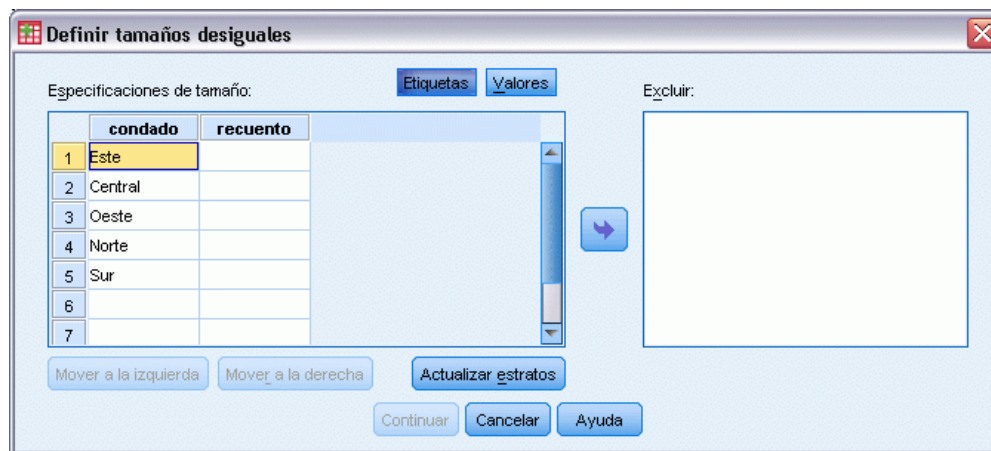 Definir tamaños desiguales
Especificaciones de tamaño:
Etiquetas
Valores
Excluir:
condado recuento
1 Este
2 Central
3 Oeste
4 Norte
5 Sur
6
7
Mover a la izquierda
Mover a la derecha
Actualizar estratos
Continuar
Cancelar
Ayuda